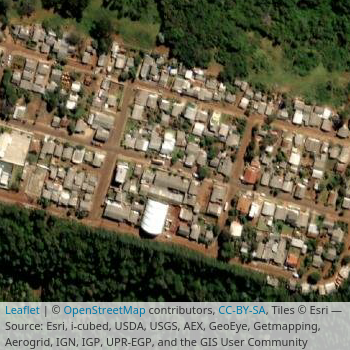 Leaflet | © OpenStreetMap contributors, CC-BY-SA, Tiles © Esri —
Source: Esri, i-cubed, USDA, USGS, AEX, GeoEye, Getmapping,
Aerogrid, IGN, IGP, UPR-EGP, and the GIS User Community